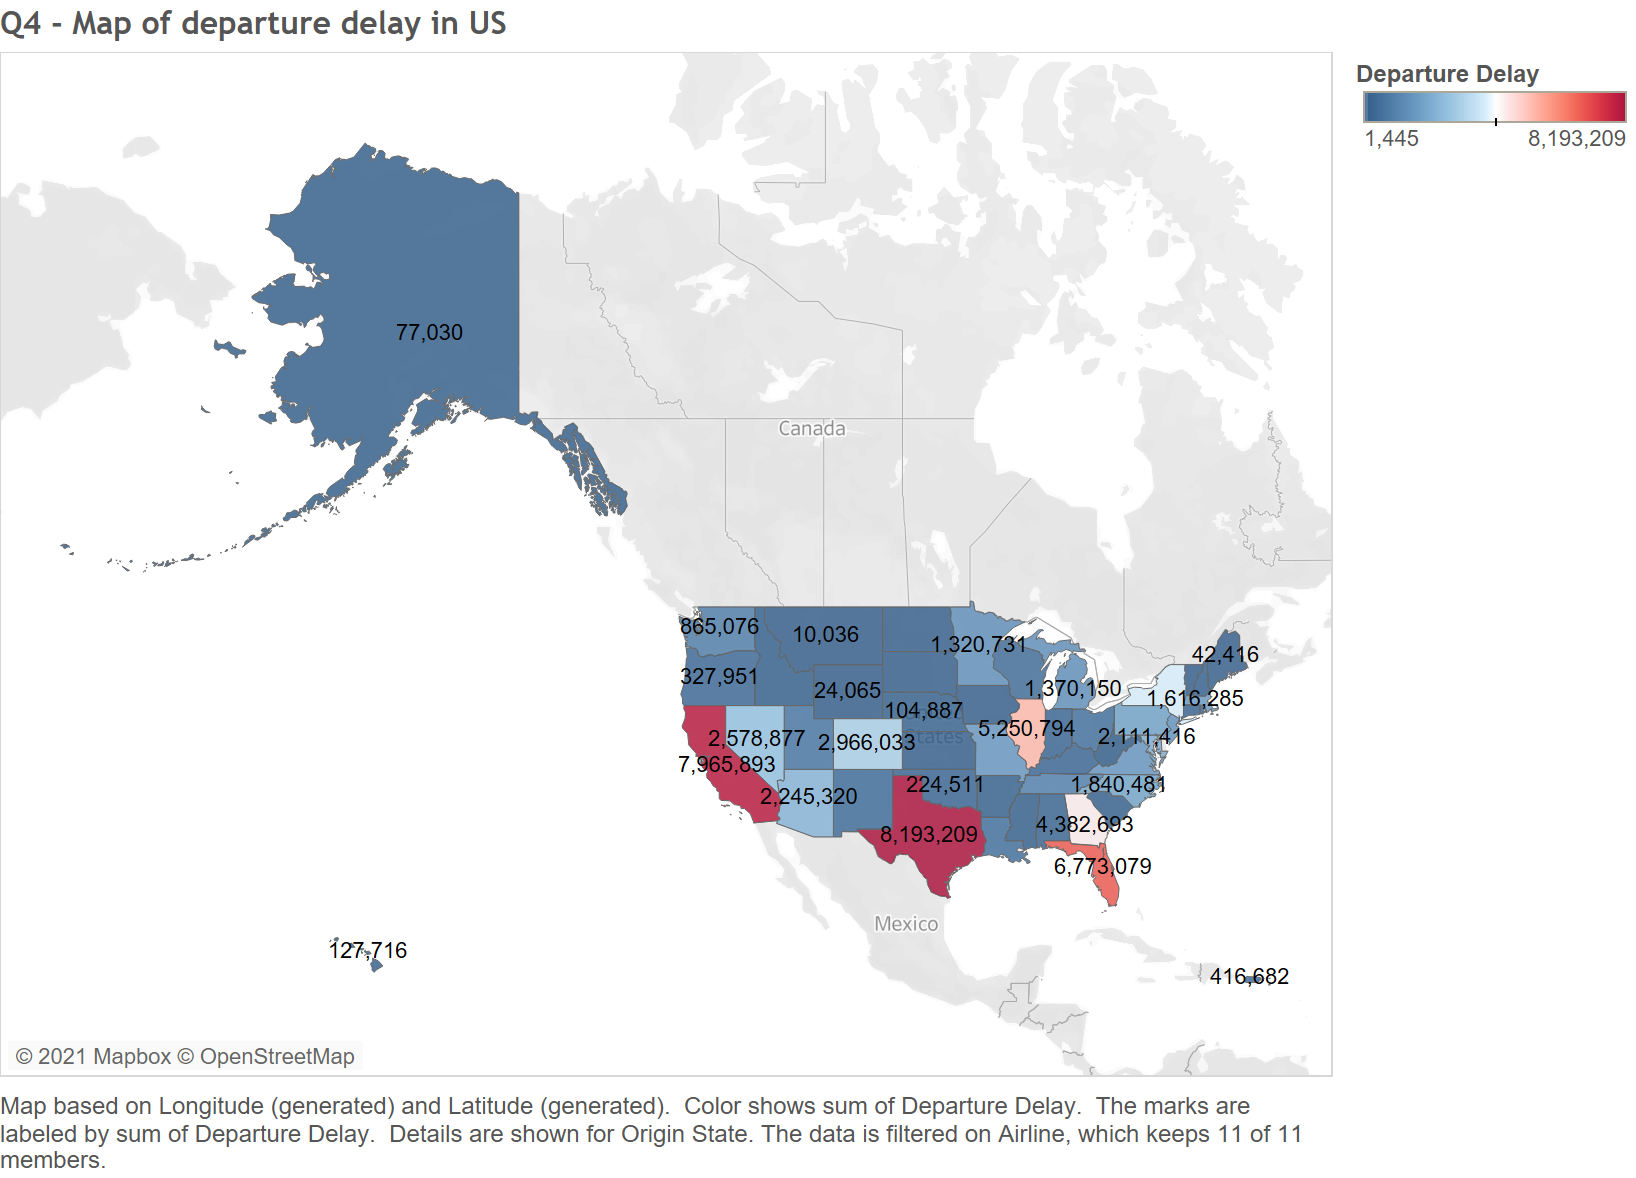 Q4 - Map of departure delay in US
Departure Delay
1,445 8,193,209
77,030
Canada
865,076 10,036 1,320,731 42,416
327,951 24,065 1,370,150 1,616,285
104,887
2,578,877 2,966,033 States 5,250,794 2,111,416
7,965,893
2,245,320 224,511 1,840,481
8,193,209 4,382,693
6,773,079
Mexico
127,716 416,682
© 2021 Mapbox © OpenStreetMap
Map based on Longitude (generated) and Latitude (generated).  Color shows sum of Departure Delay.  The marks are
labeled by sum of Departure Delay.  Details are shown for Origin State. The data is filtered on Airline, which keeps 11 of 11
members.